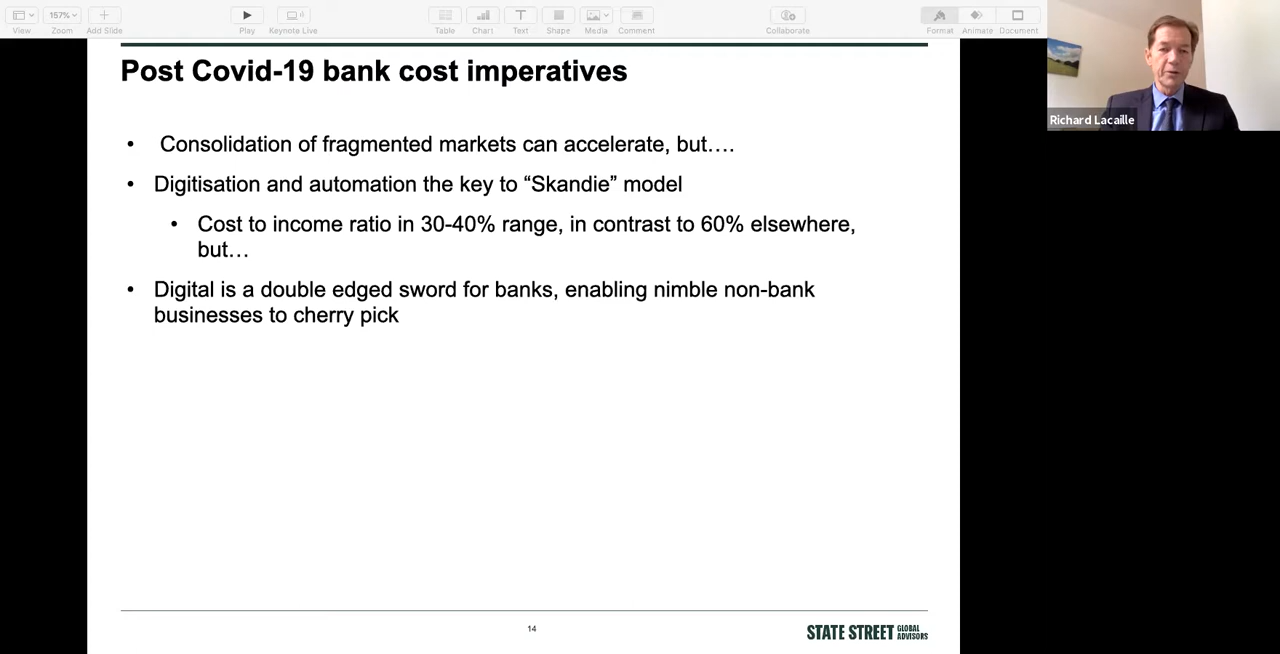 157%
View
Zoom
Add Slide
Play
Keynote Live
Table
Chart
Text
Shape
Media
Comment
Collaborate
Format
Animate
Document
Richard Lacaille
Post Covid-19 bank cost imperatives
• Consolidation of fragmented markets can accelerate, but….
• Digitisation and automation the key to “Skandie” model
• Cost to income ratio in 30-40% range, in contrast to 60% elsewhere,
but…
• Digital is a double edged sword for banks, enabling nimble non-bank
businesses to cherry pick
14
STATE STREET GLOBAL
ADVISORS